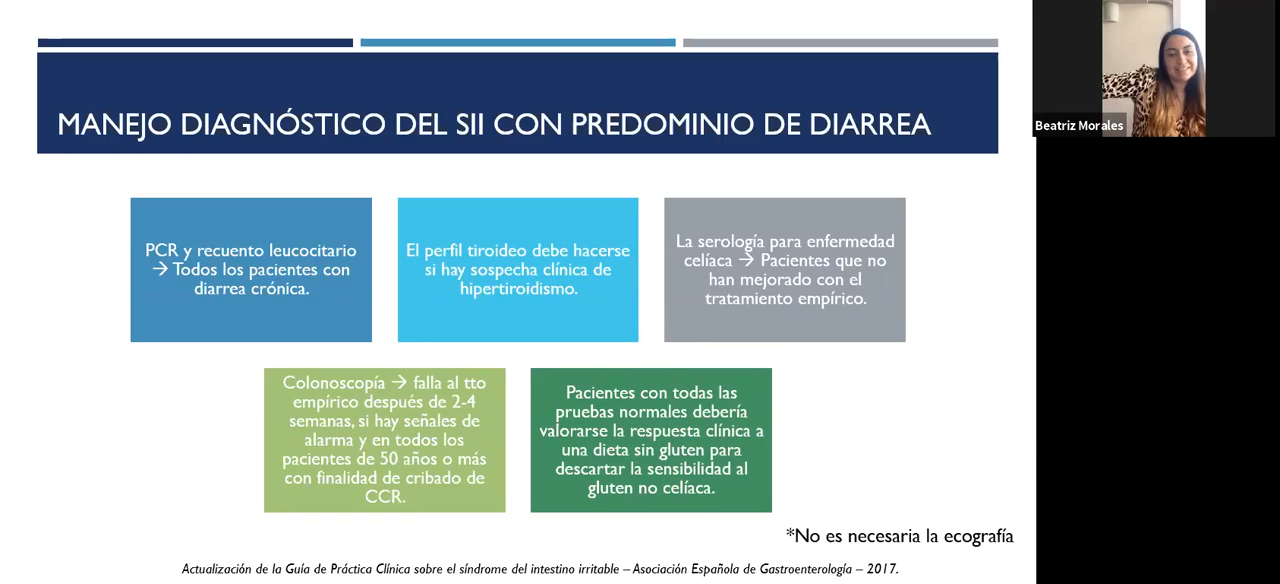 MANEJO DIAGNÓSTICO DEL SII CON PREDOMINIO DE DIARREA
Beatriz Morales
PCR y recuento leucocitario
→ Todos los pacientes con
diarrea crónica.
El perfil tiroideo debe hacerse
si hay sospecha clínica de
hipertiroidismo.
La serología para enfermedad
celíaca → Pacientes que no
han mejorado con el
tratamiento empírico.
Colonoscopía → falla al tto
empírico después de 2-4
semanas, si hay señales de
alarma y en todos los
pacientes de 50 años o más
con finalidad de cribado de
CCR.
Pacientes con todas las
pruebas normales debería
valorarse la respuesta clínica a
una dieta sin gluten para
descartar la sensibilidad al
gluten no celíaca.
*No es necesaria la ecografía
Actualización de la Guía de Práctica Clínica sobre el síndrome del intestino irritable – Asociación Española de Gastroenterología – 2017.